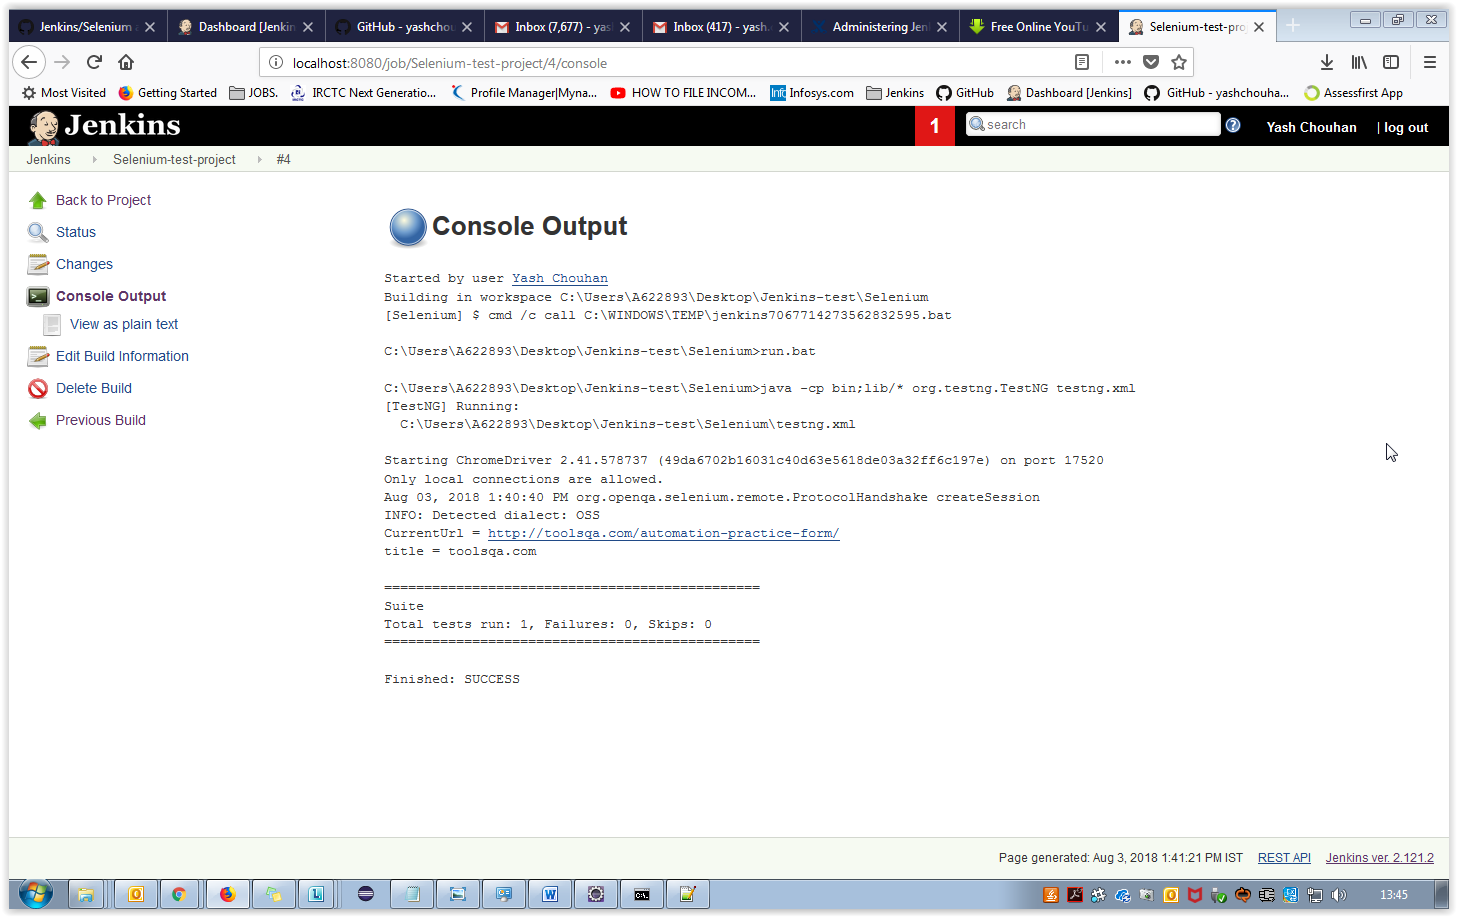 Jenkins/Selenium a
Dashboard [Jenkin
GitHub - yashchou
Inbox (7,677) - yas
Inbox (417) - yash.
Administering Jen
Free Online YouTu
Selenium-test-pro
localhost:8080/job/Selenium-test-project/4/console
Most Visited
Getting Started
JOBS.
IRCTC Next Generatio...
Profile Manager|Myna...
HOW TO FILE INCOM...
Infosys.com
Jenkins
GitHub
Dashboard [Jenkins]
GitHub - yashchouha...
Assessfirst App
Jenkins
1
search
Yash Chouhan
| log out
Jenkins
Selenium-test-project
#4
Back to Project
Status
Changes
Console Output
View as plain text
Edit Build Information
Delete Build
Previous Build
Console Output
Started by user Yash Chouhan
Building in workspace C:\Users\A622893\Desktop\Jenkins-test\Selenium
[Selenium] $ cmd /c call C:\WINDOWS\TEMP\jenkins7067714273562832595.bat
C:\Users\A622893\Desktop\Jenkins-test\Selenium>run.bat
C:\Users\A622893\Desktop\Jenkins-test\Selenium>java -cp bin;lib/* org.testng.TestNG testng.xml
[TestNG] Running:
C:\Users\A622893\Desktop\Jenkins-test\Selenium\testng.xml
Starting ChromeDriver 2.41.578737 (49da6702b16031c40d63e5618de03a32ff6c197e) on port 17520
Only local connections are allowed.
Aug 03, 2018 1:40:40 PM org.openqa.selenium.remote.ProtocolHandshake createSession
INFO: Detected dialect: OSS
CurrentUrl = http://toolsqa.com/automation-practice-form/
title = toolsqa.com
===============================================
Suite
Total tests run: 1, Failures: 0, Skips: 0
===============================================
Finished: SUCCESS
Page generated: Aug 3, 2018 1:41:21 PM IST
REST API
Jenkins ver. 2.121.2
13:45